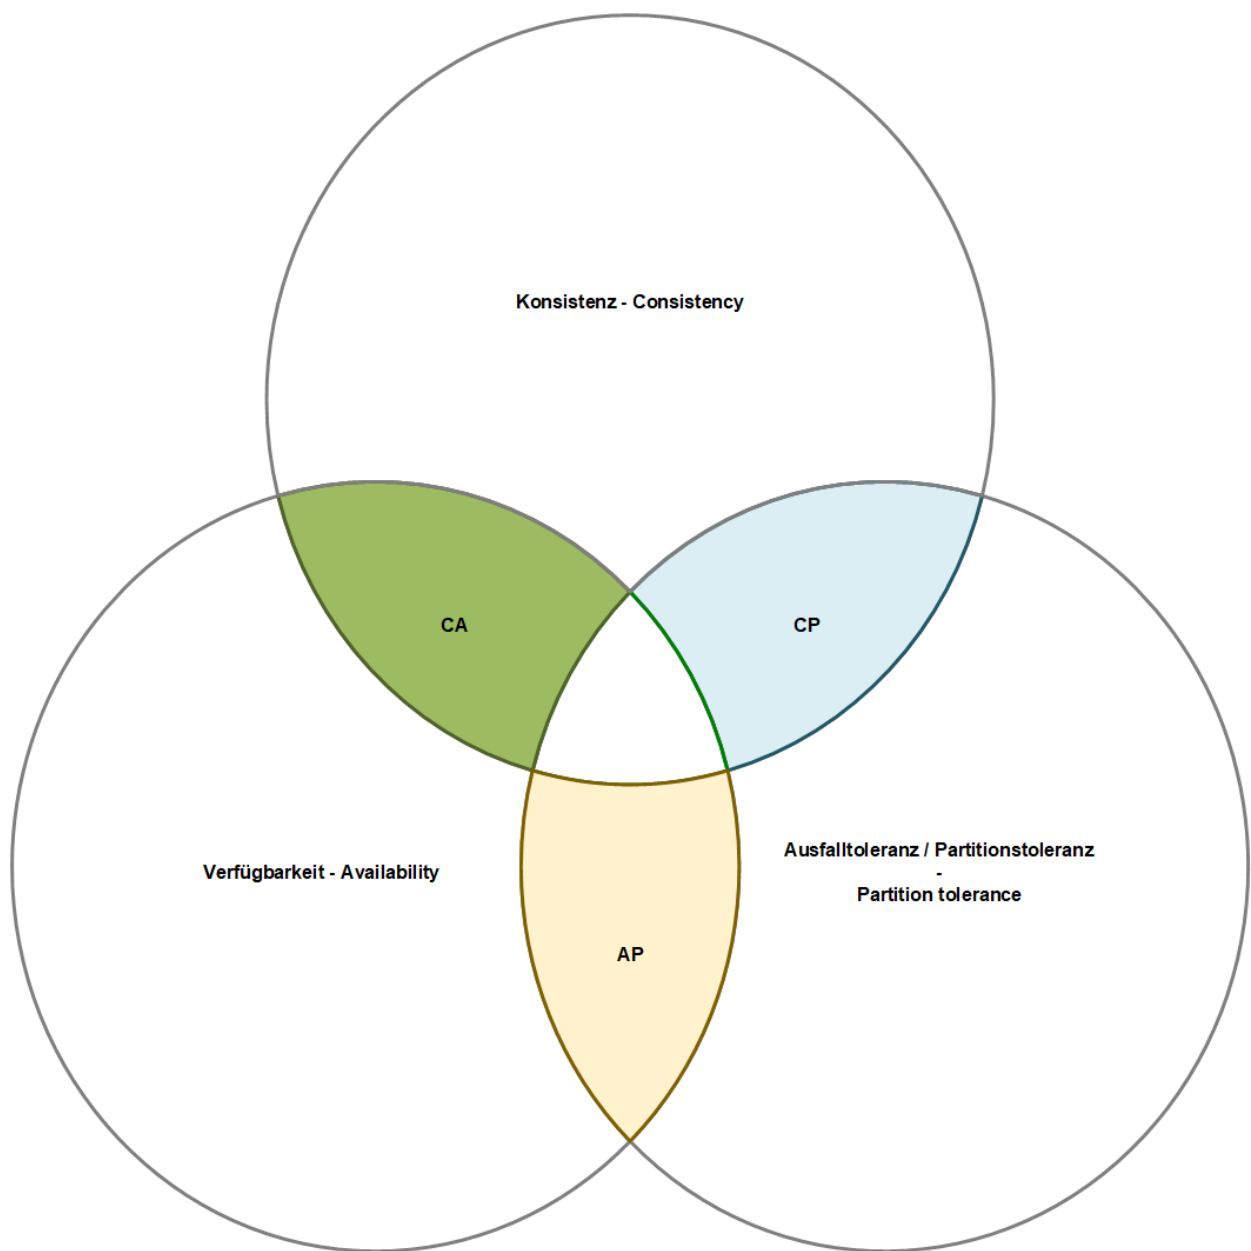 Konsistenz - Consistency
CA
CP
Verfügbarkeit - Availability
Ausfalltoleranz / Partitionstoleranz
-
Partition tolerance
AP